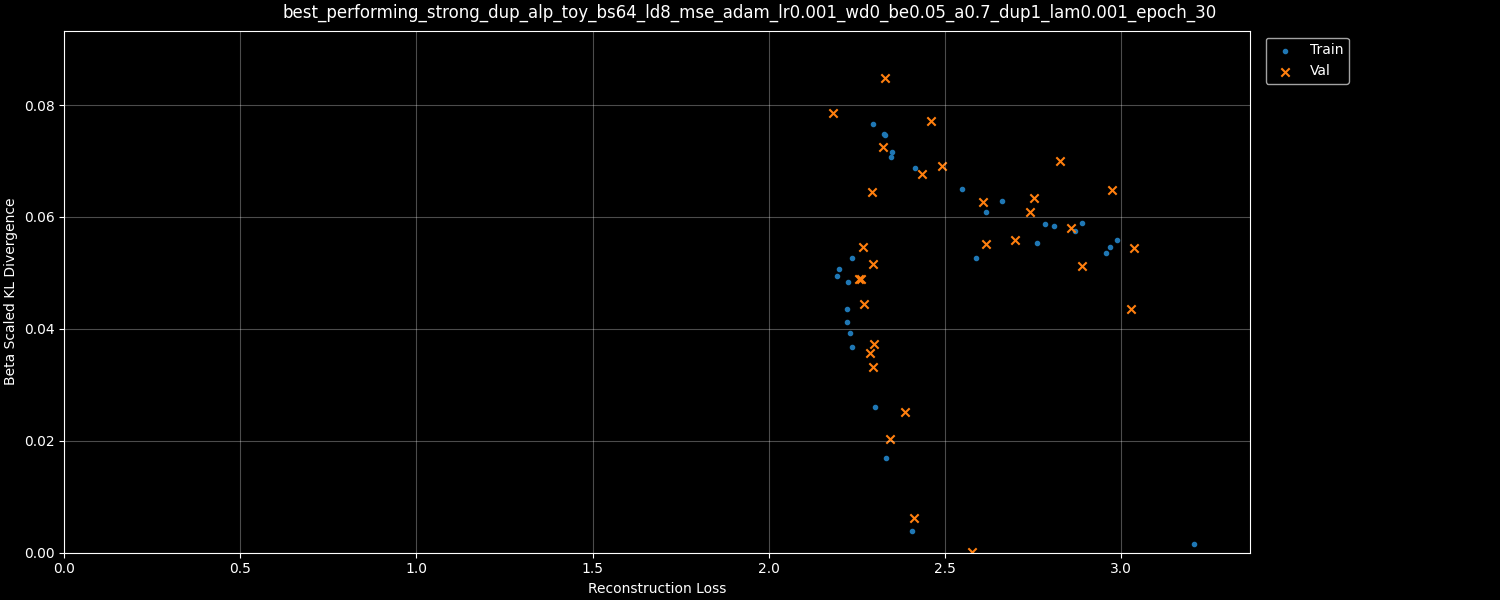 best_performing_strong_dup_alp_toy_bs64_ld8_mse_adam_lr0.001_wd0_be0.05_a0.7_dup1_lam0.001_epoch_30
Train
Val
Beta Scaled KL Divergence
0.08
0.06
0.04
0.02
0.00
0.0 0.5 1.0 1.5 2.0 2.5 3.0
Reconstruction Loss